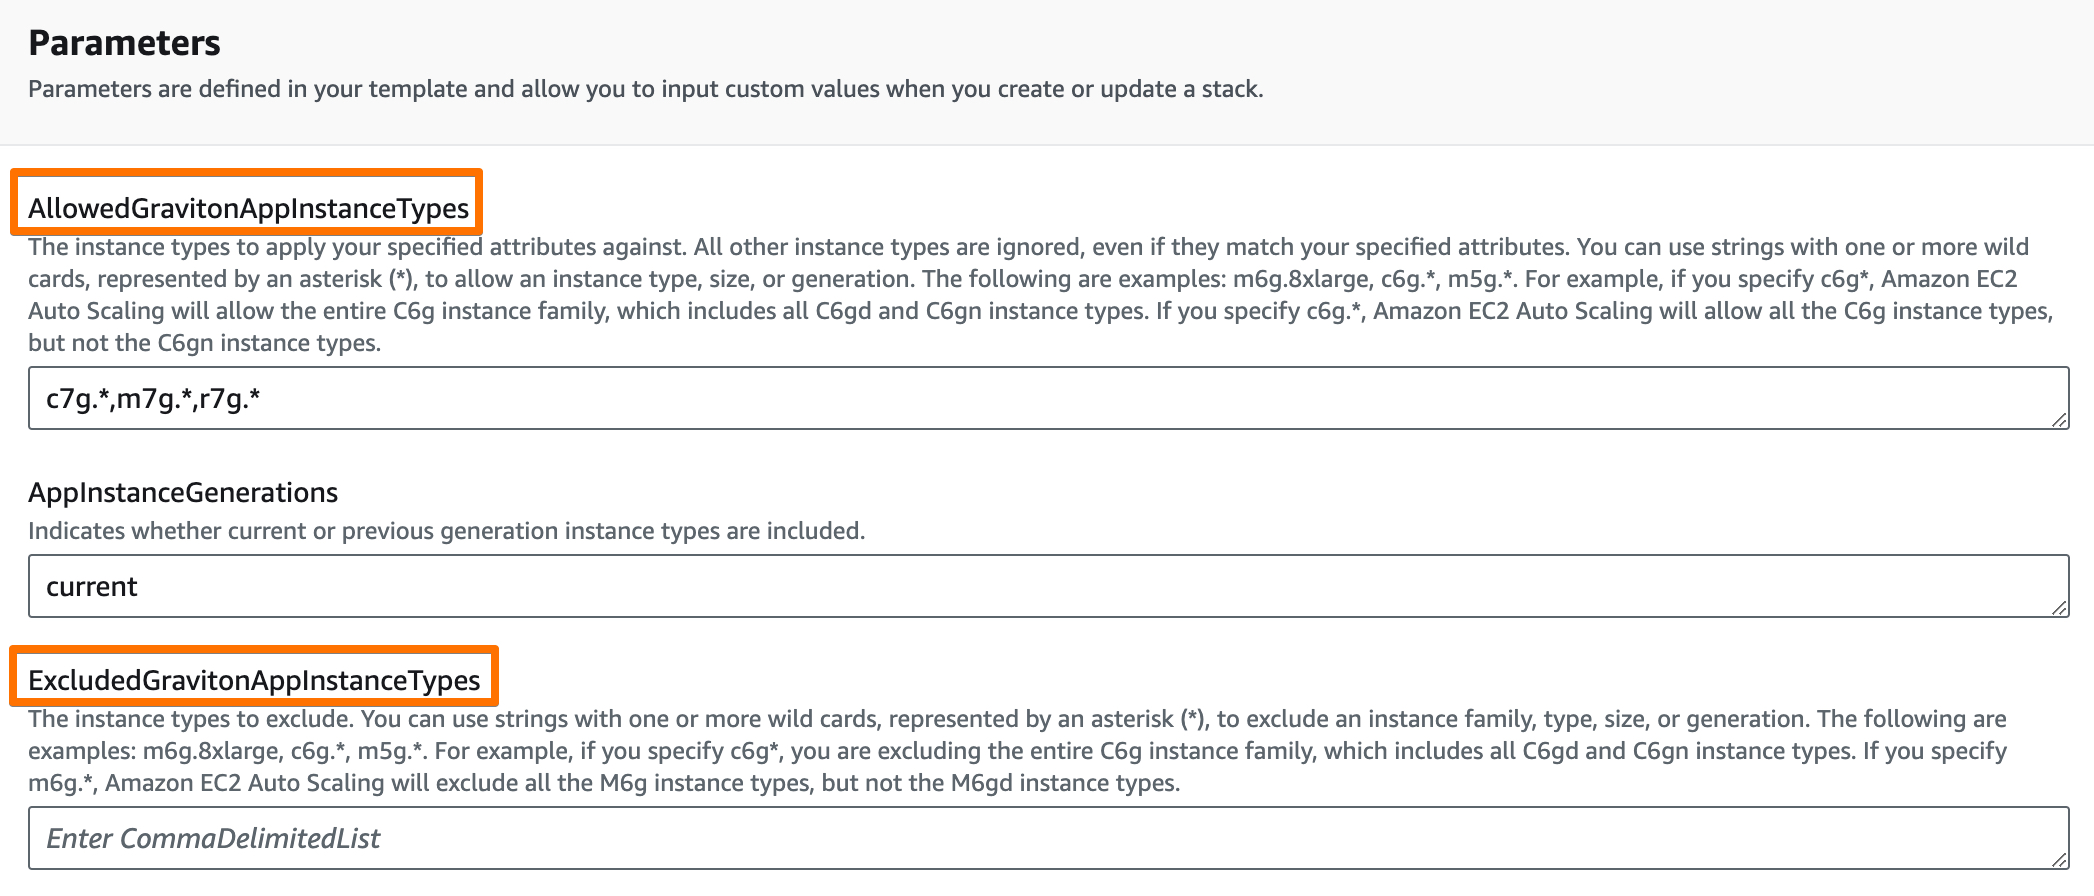 Parameters
Parameters are defined in your template and allow you to input custom values when you create or update a stack.
AllowedGravitonAppInstanceTypes
The instance types to apply your specified attributes against. All other instance types are ignored, even if they match your specified attributes. You can use strings with one or more wild
cards, represented by an asterisk (*), to allow an instance type, size, or generation. The following are examples: m6g.8xlarge, c6g.*, m5g.*. For example, if you specify c6g*, Amazon EC2
Auto Scaling will allow the entire C6g instance family, which includes all C6gd and C6gn instance types. If you specify c6g.*, Amazon EC2 Auto Scaling will allow all the C6g instance types,
but not the C6gn instance types.
c7g.*,m7g.*,r7g.*
AppInstanceGenerations
Indicates whether current or previous generation instance types are included.
current
ExcludedGravitonAppInstanceTypes
The instance types to exclude. You can use strings with one or more wild cards, represented by an asterisk (*), to exclude an instance family, type, size, or generation. The following are
examples: m6g.8xlarge, c6g.*, m5g.*. For example, if you specify c6g*, you are excluding the entire C6g instance family, which includes all C6gd and C6gn instance types. If you specify
m6g.*, Amazon EC2 Auto Scaling will exclude all the M6g instance types, but not the M6gd instance types.
Enter CommaDelimitedList